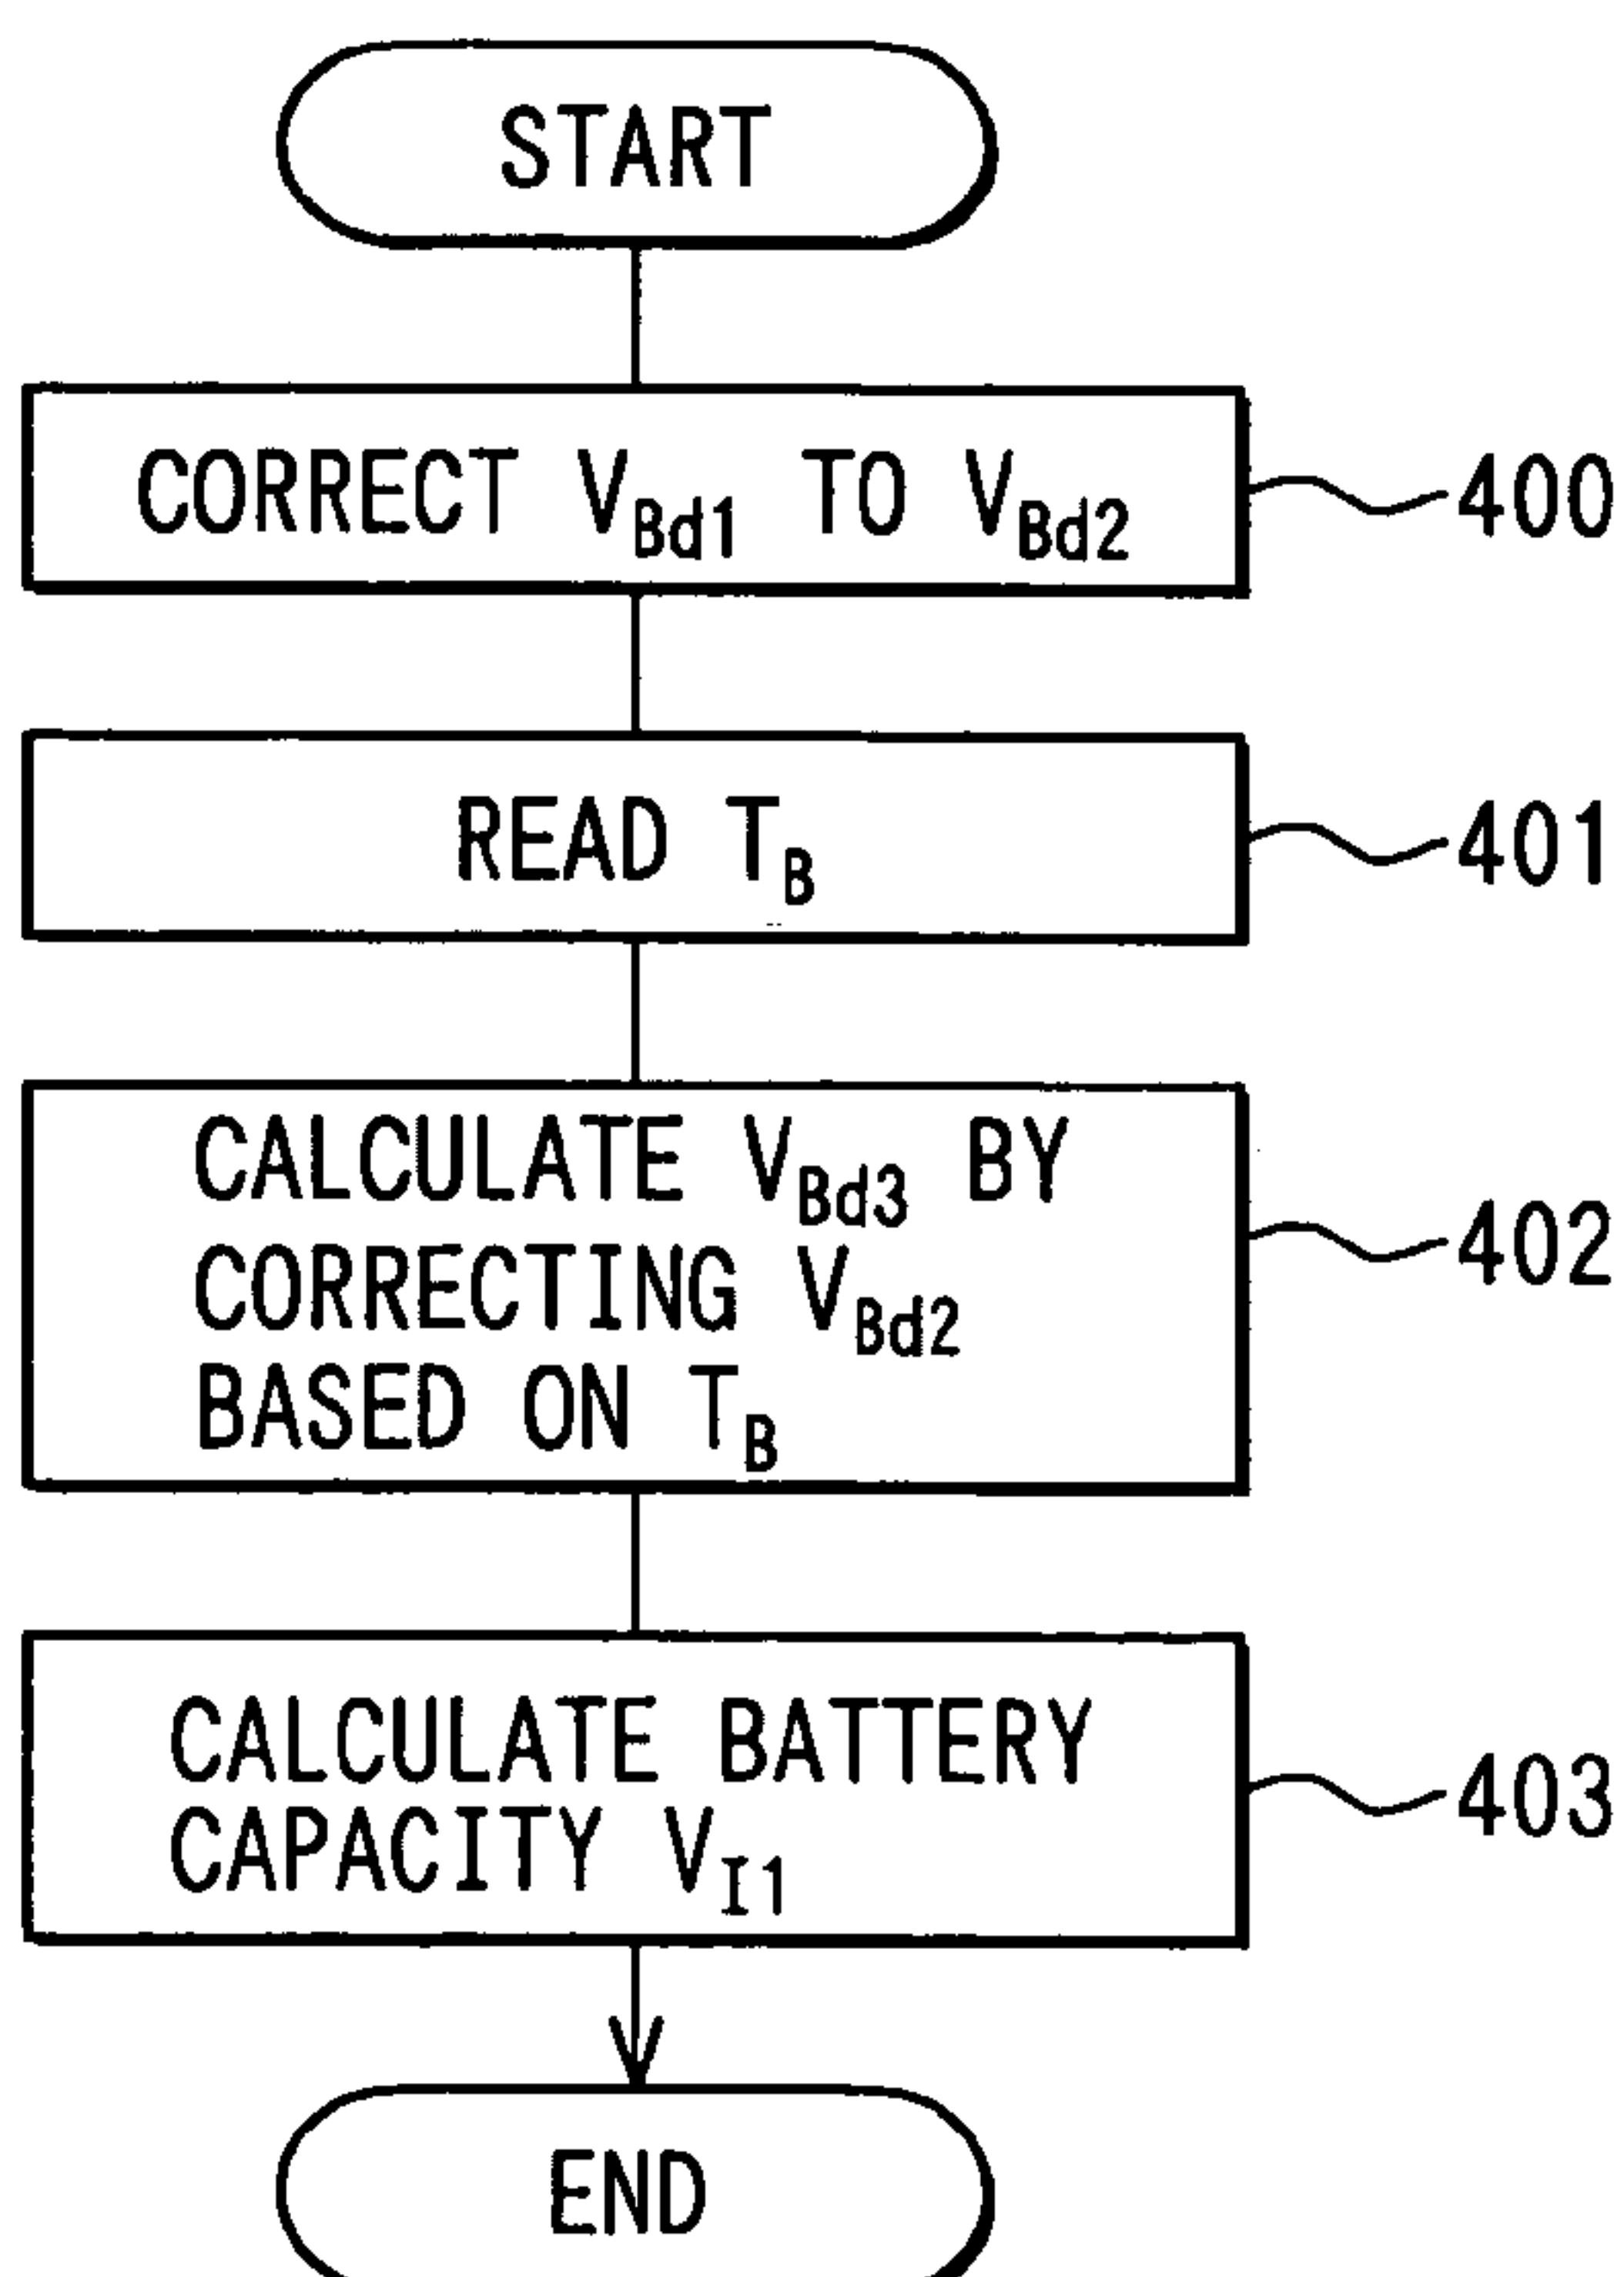 START
CORRECT V_Bd1 TO V_Bd2
400
READ T_B
401
CALCULATE V_Bd3 BY
CORRECTING V_Bd2
BASED ON T_B
402
CALCULATE BATTERY
CAPACITY V_I1
403
END